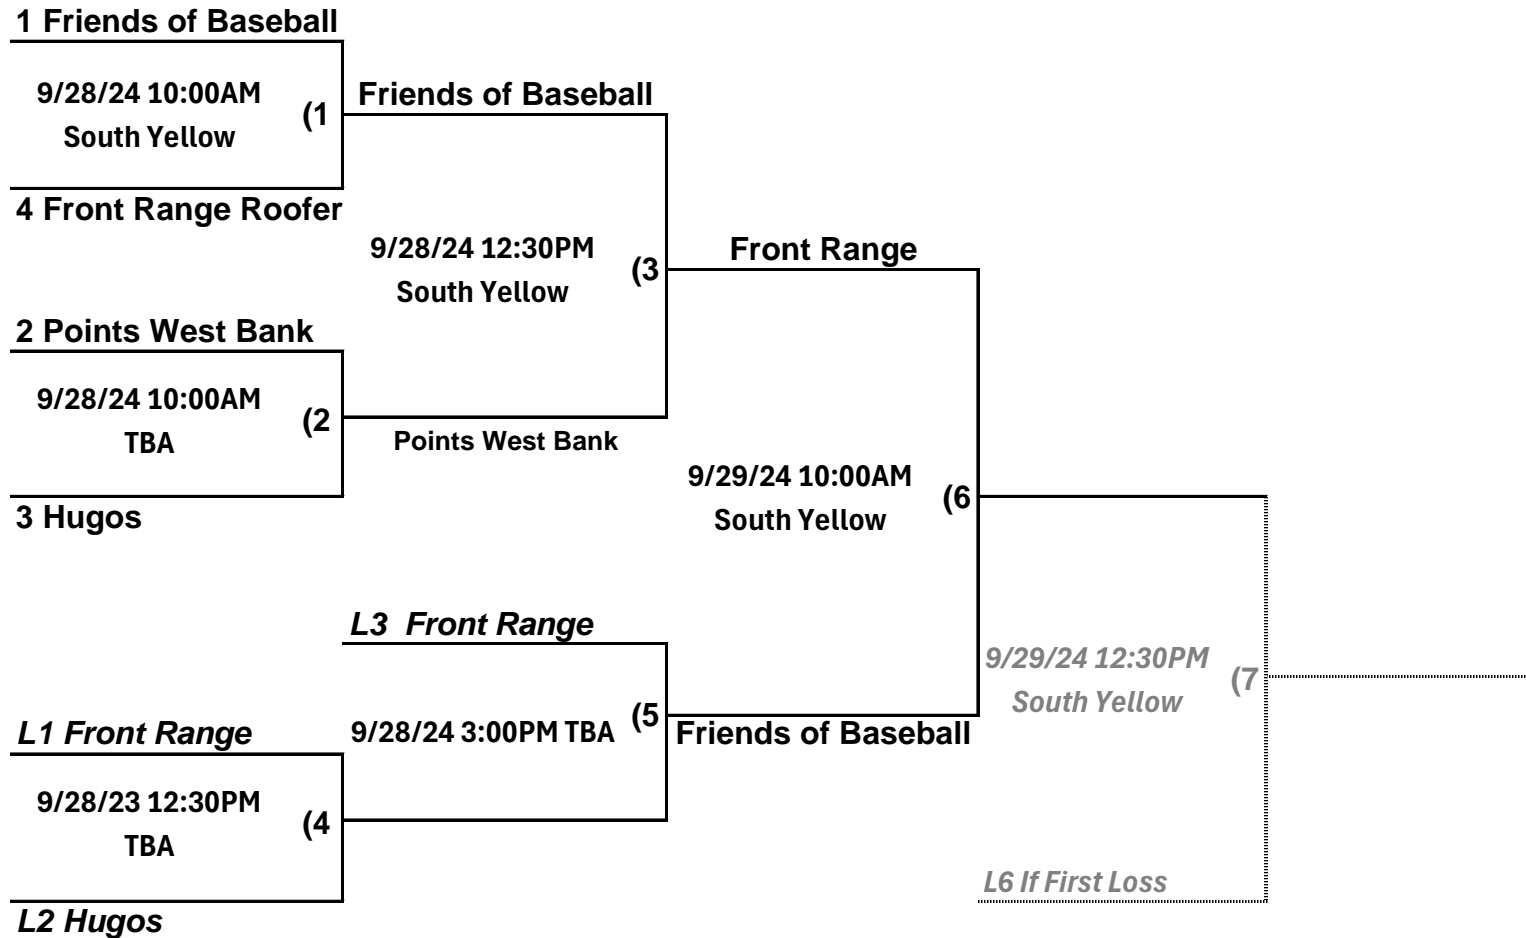 1 Friends of Baseball
9/28/24 10:00AM
South Yellow
(1
4 Front Range Roofer
Friends of Baseball
9/28/24 12:30PM
South Yellow
(3
Front Range
2 Points West Bank
9/28/24 10:00AM
TBA
(2
3 Hugos
Points West Bank
9/29/24 10:00AM
South Yellow
(6
L3 Front Range
9/28/24 3:00PM TBA
(5
Friends of Baseball
9/29/24 12:30PM
South Yellow
(7
L1 Front Range
9/28/23 12:30PM
TBA
(4
L2 Hugos
L6 If First Loss